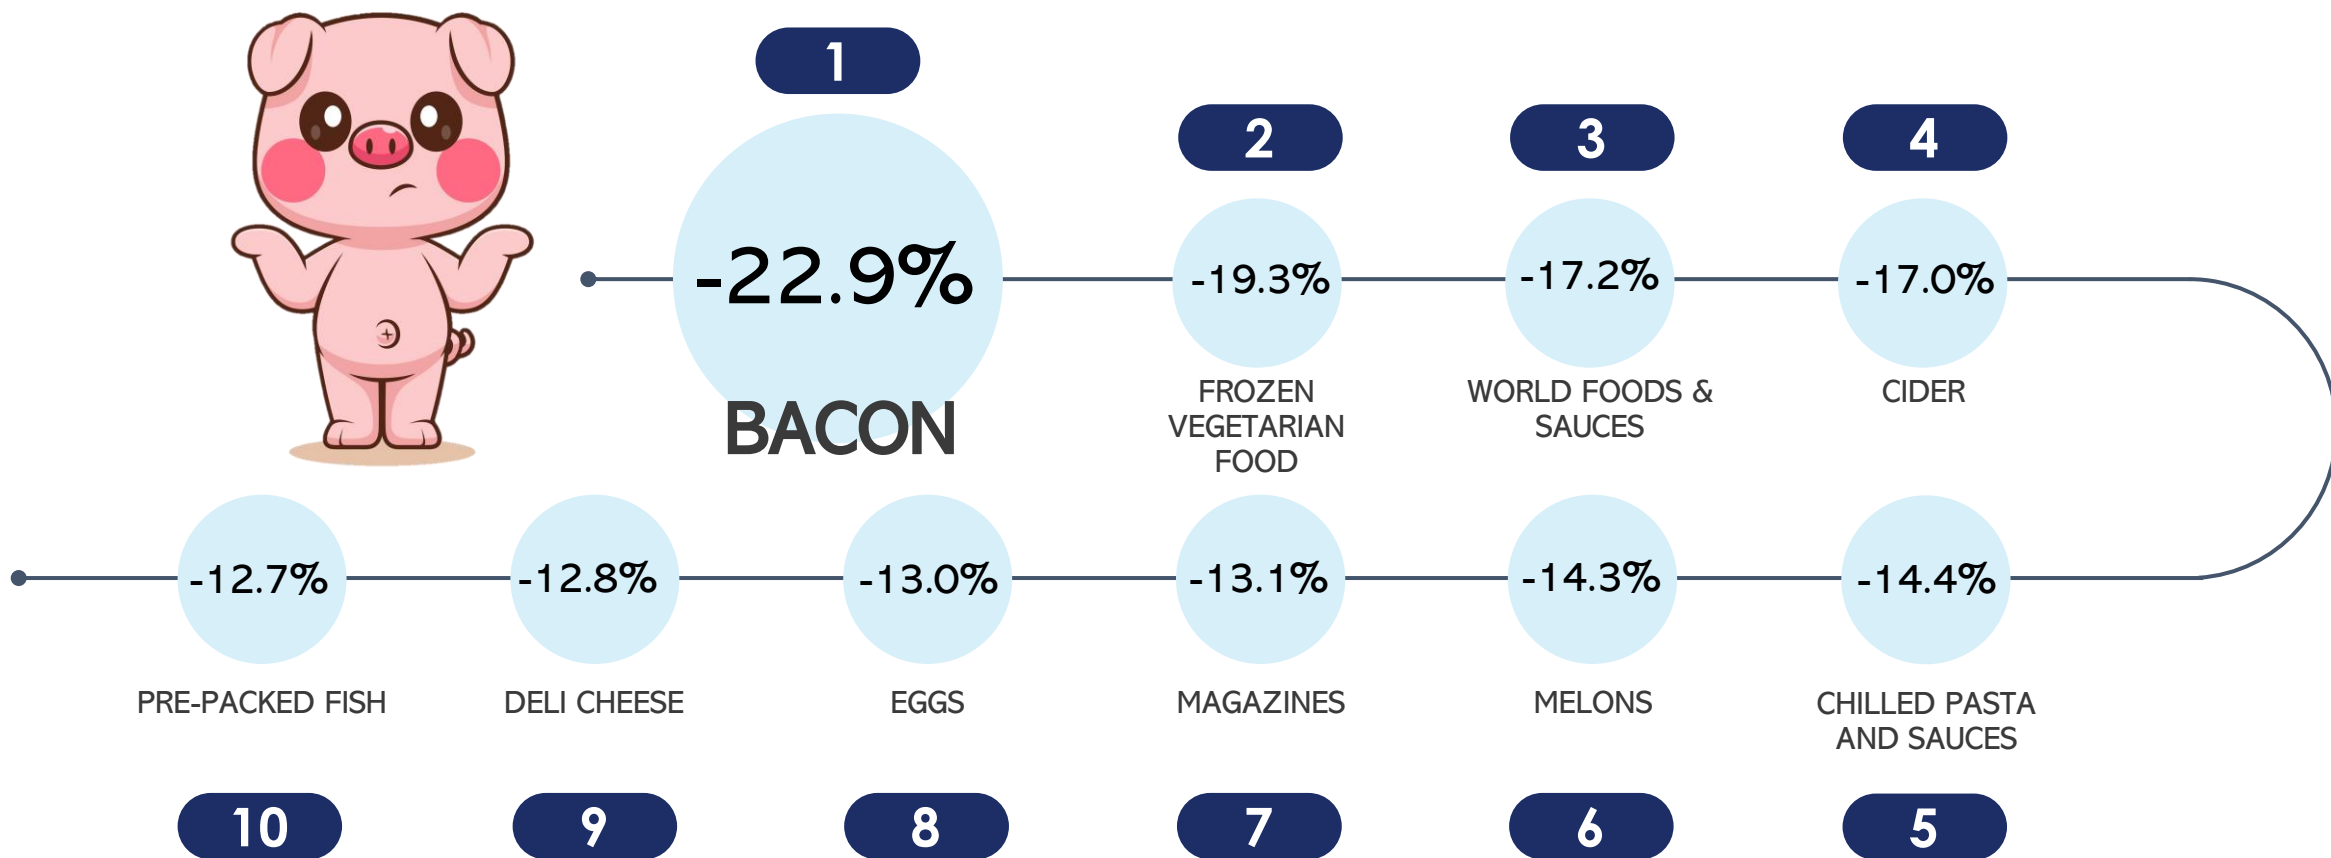 1
-22.9%
BACON
2
-19.3%
FROZEN
VEGETARIAN
FOOD
3
-17.2%
WORLD FOODS &
SAUCES
4
-17.0%
CIDER
-14.4%
CHILLED PASTA
AND SAUCES
5
-14.3%
MELONS
6
-13.1%
MAGAZINES
7
-13.0%
EGGS
8
-12.8%
DELI CHEESE
9
-12.7%
PRE-PACKED FISH
10